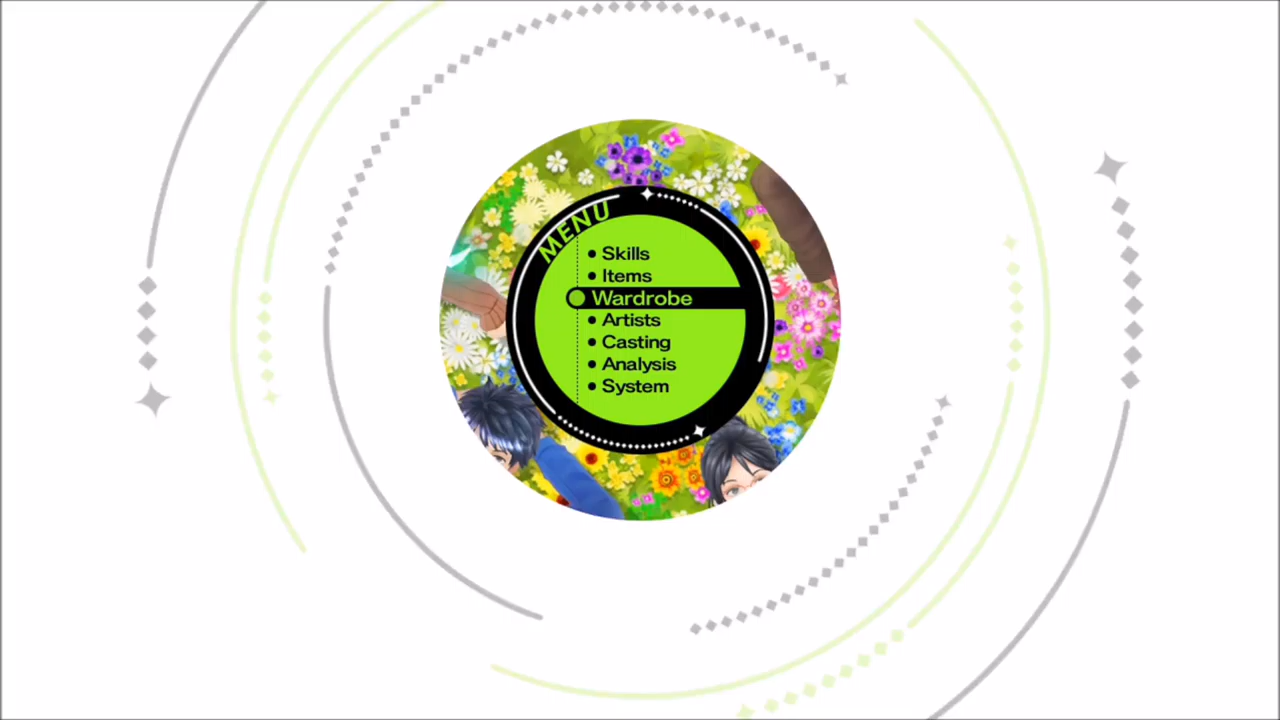 MENU
Skills
Items
Wardrobe
Artists
Casting
Analysis
System